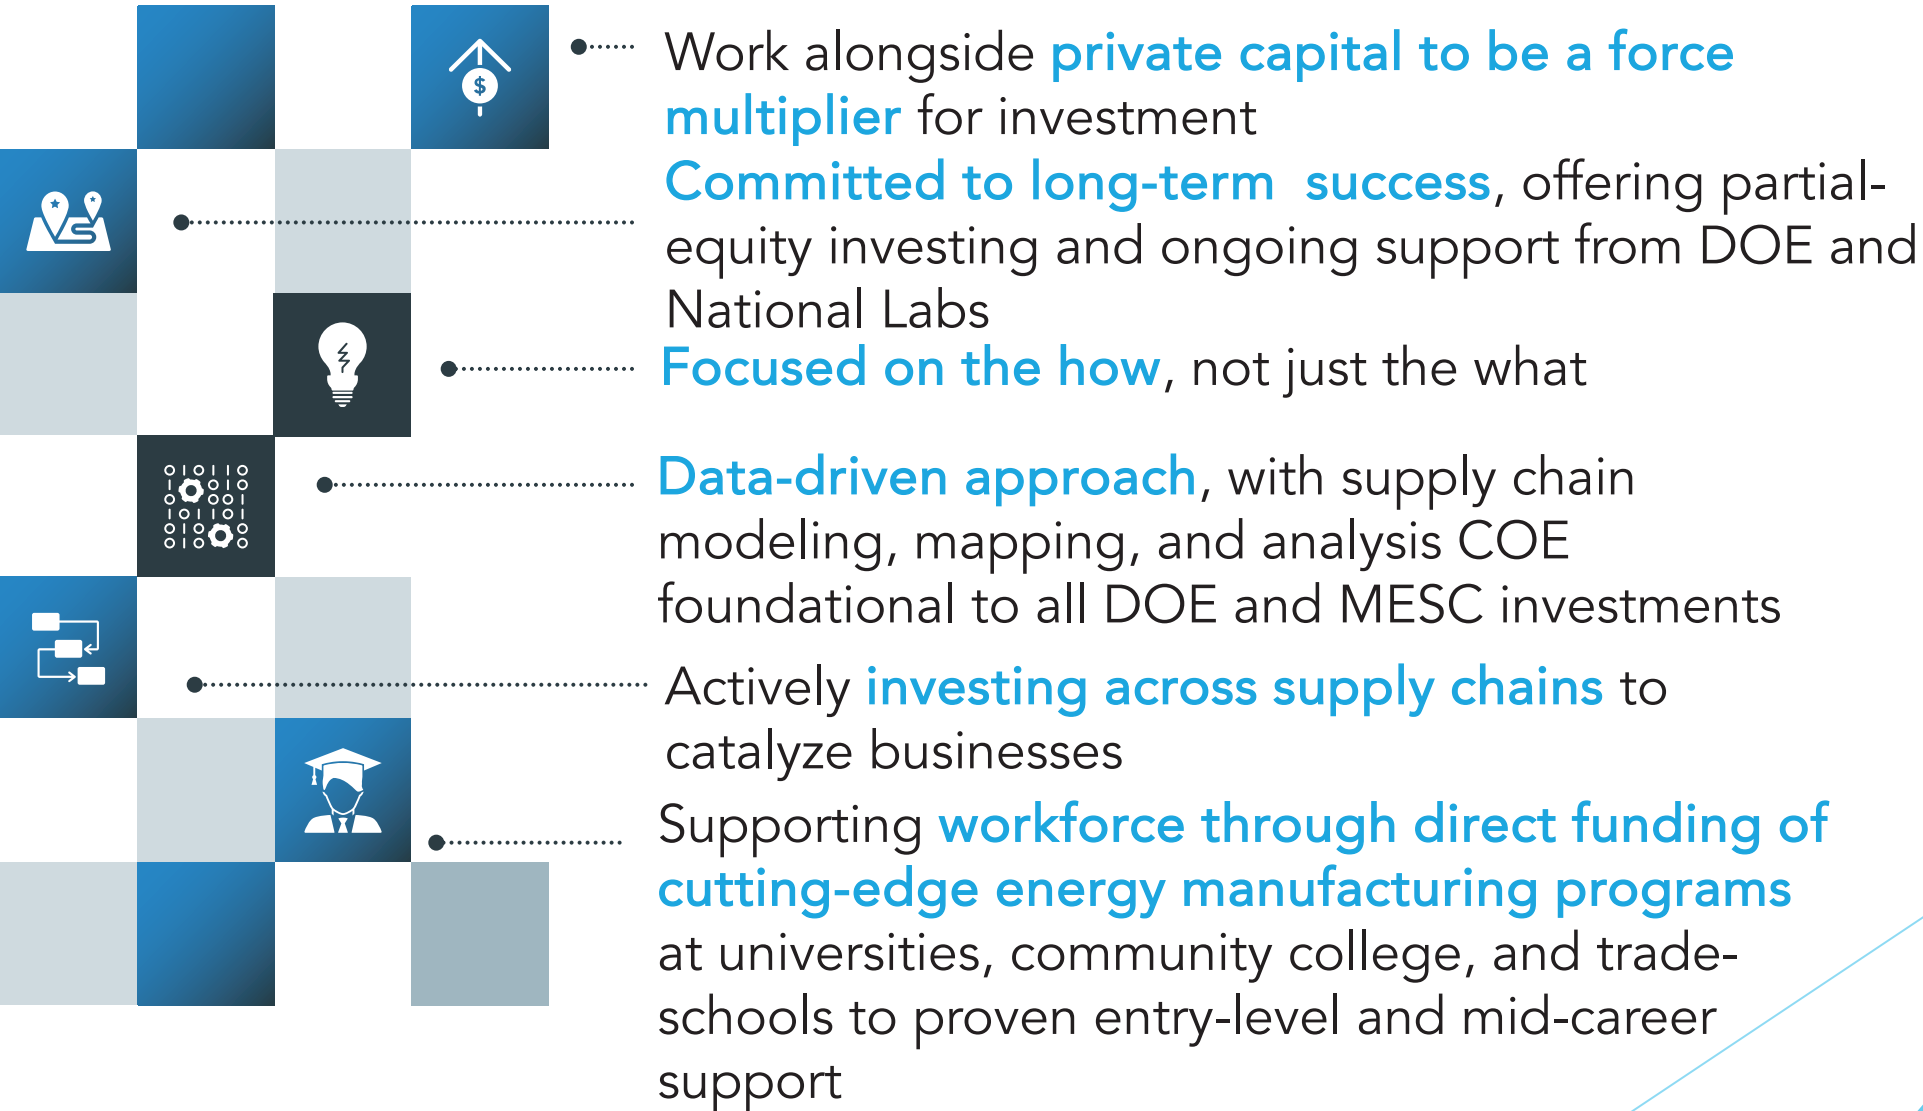 Work alongside private capital to be a force
multiplier for investment
Committed to long-term  success, offering partial-
equity investing and ongoing support from DOE and
National Labs
Focused on the how, not just the what
Data-driven approach, with supply chain
modeling, mapping, and analysis COE
foundational to all DOE and MESC investments
Actively investing across supply chains to
catalyze businesses
Supporting workforce through direct funding of
cutting-edge energy manufacturing programs
at universities, community college, and trade-
schools to proven entry-level and mid-career
support